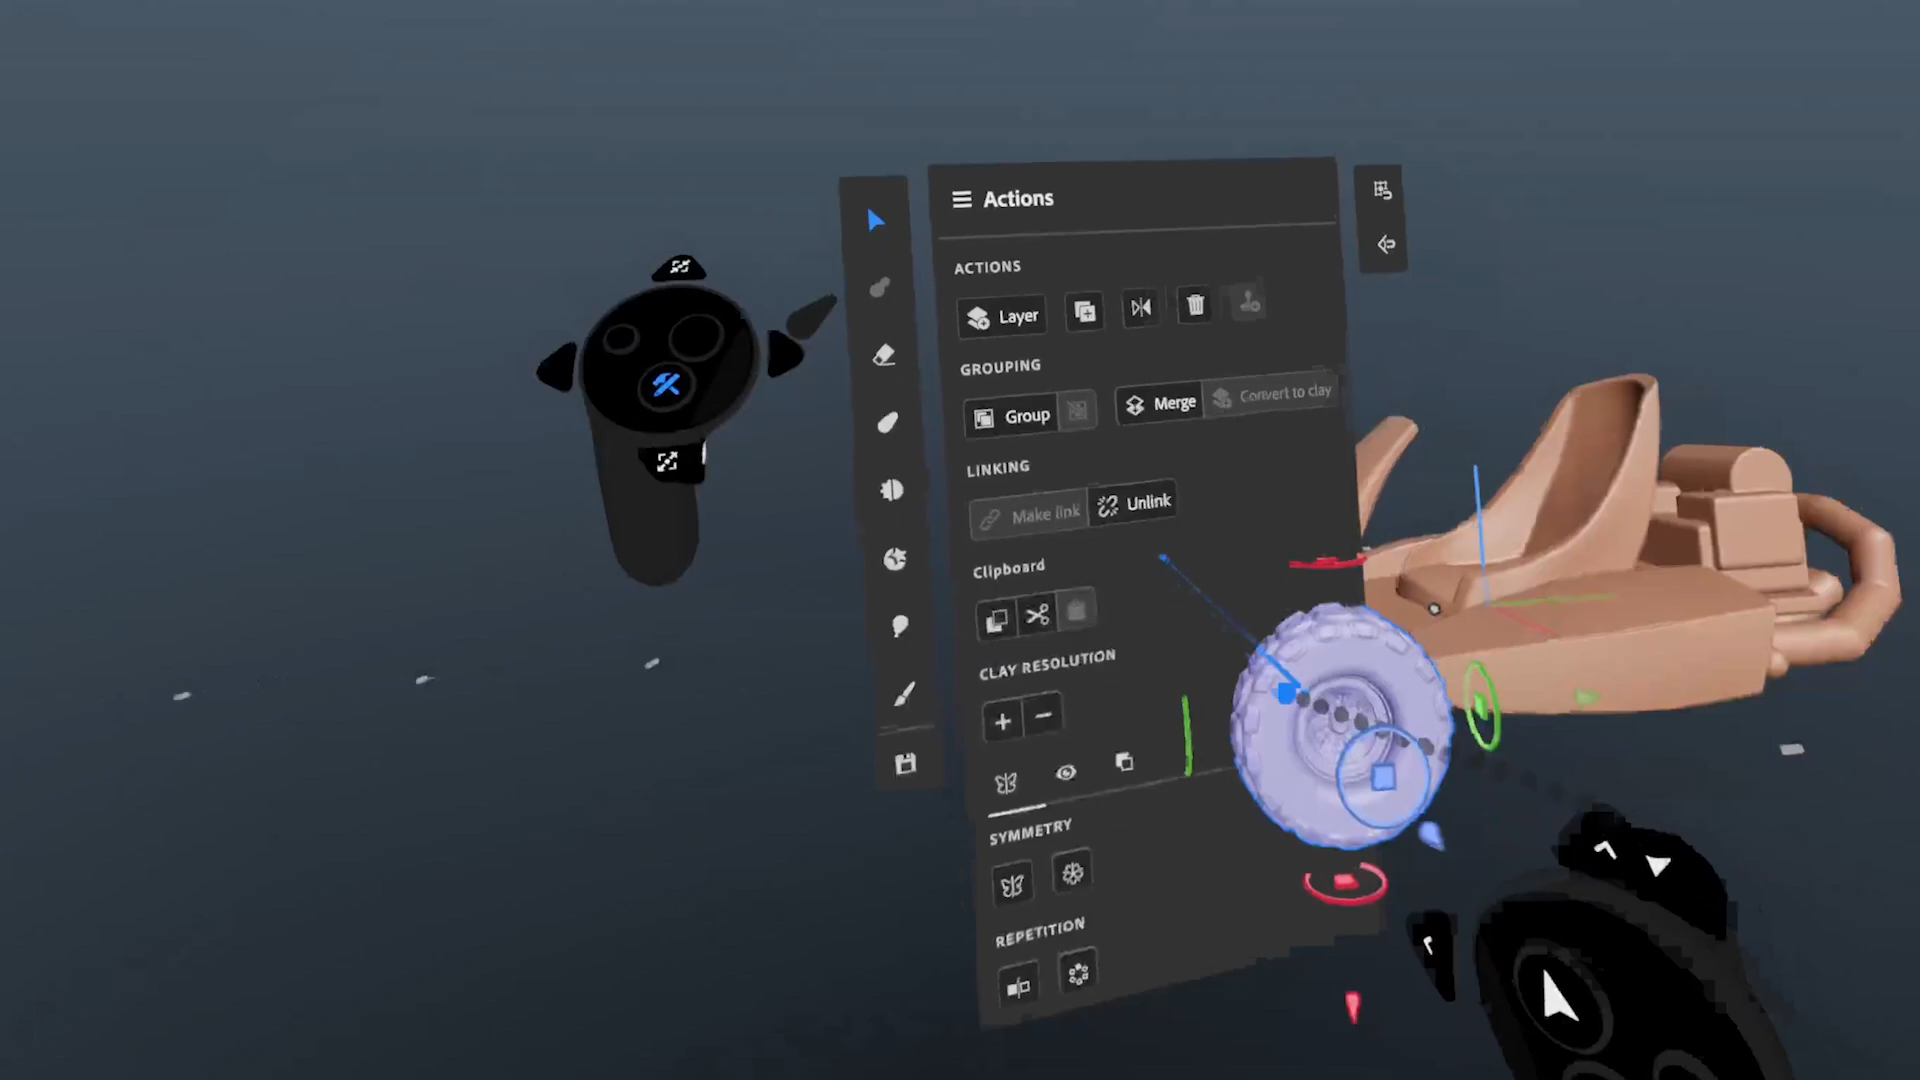 Actions
ACTIONS
Layer
GROUPING
Group
Merge
Convert to clay
LINKING
Make link
Unlink
Clipboard
CLAY RESOLUTION
SYMMETRY
REPETITION